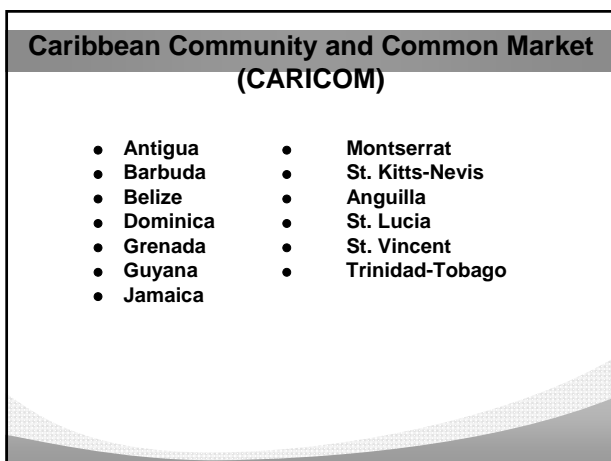 Caribbean Community and Common Market
(CARICOM)
● Antigua
● Barbuda
● Belize
● Dominica
● Grenada
● Guyana
● Jamaica
● Montserrat
● St. Kitts-Nevis
● Anguilla
● St. Lucia
● St. Vincent
● Trinidad-Tobago